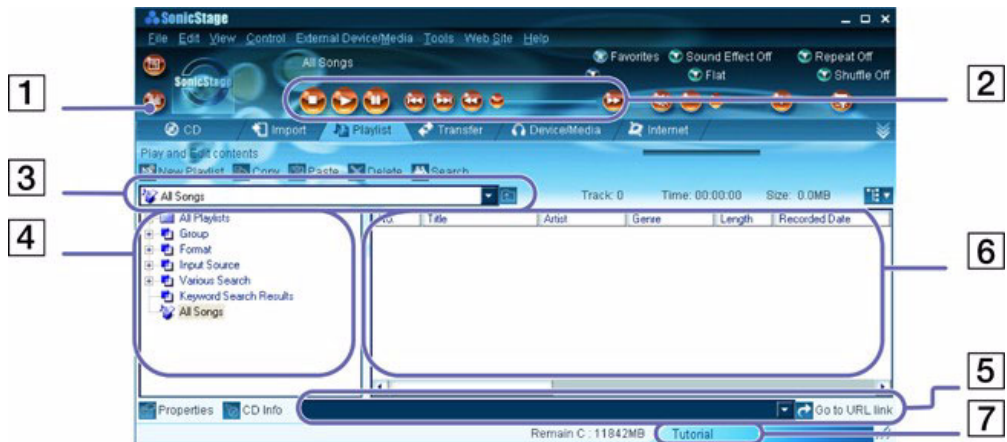 SonicStage
File Edit View Control External Device/Media Tools Web Site Help
All Songs
Favorites Sound Effect Off Repeat Off
SonicStage
Flat Shuffle Off
1
2
CD Import Playlist Transfer Device/Media Internet
Play and Edit contents
New Playlist Copy Paste Delete Search
3
All Songs Track: 0 Time: 00:00:00 Size: 0.0MB
4
All Playlists
Group
Format
Input Source
Various Search
Keyword Search Results
All Songs
No. Title Artist Genre Length Recorded Date
6
5
Properties CD Info Go to URL link
7
Remain C : 11842MB Tutorial